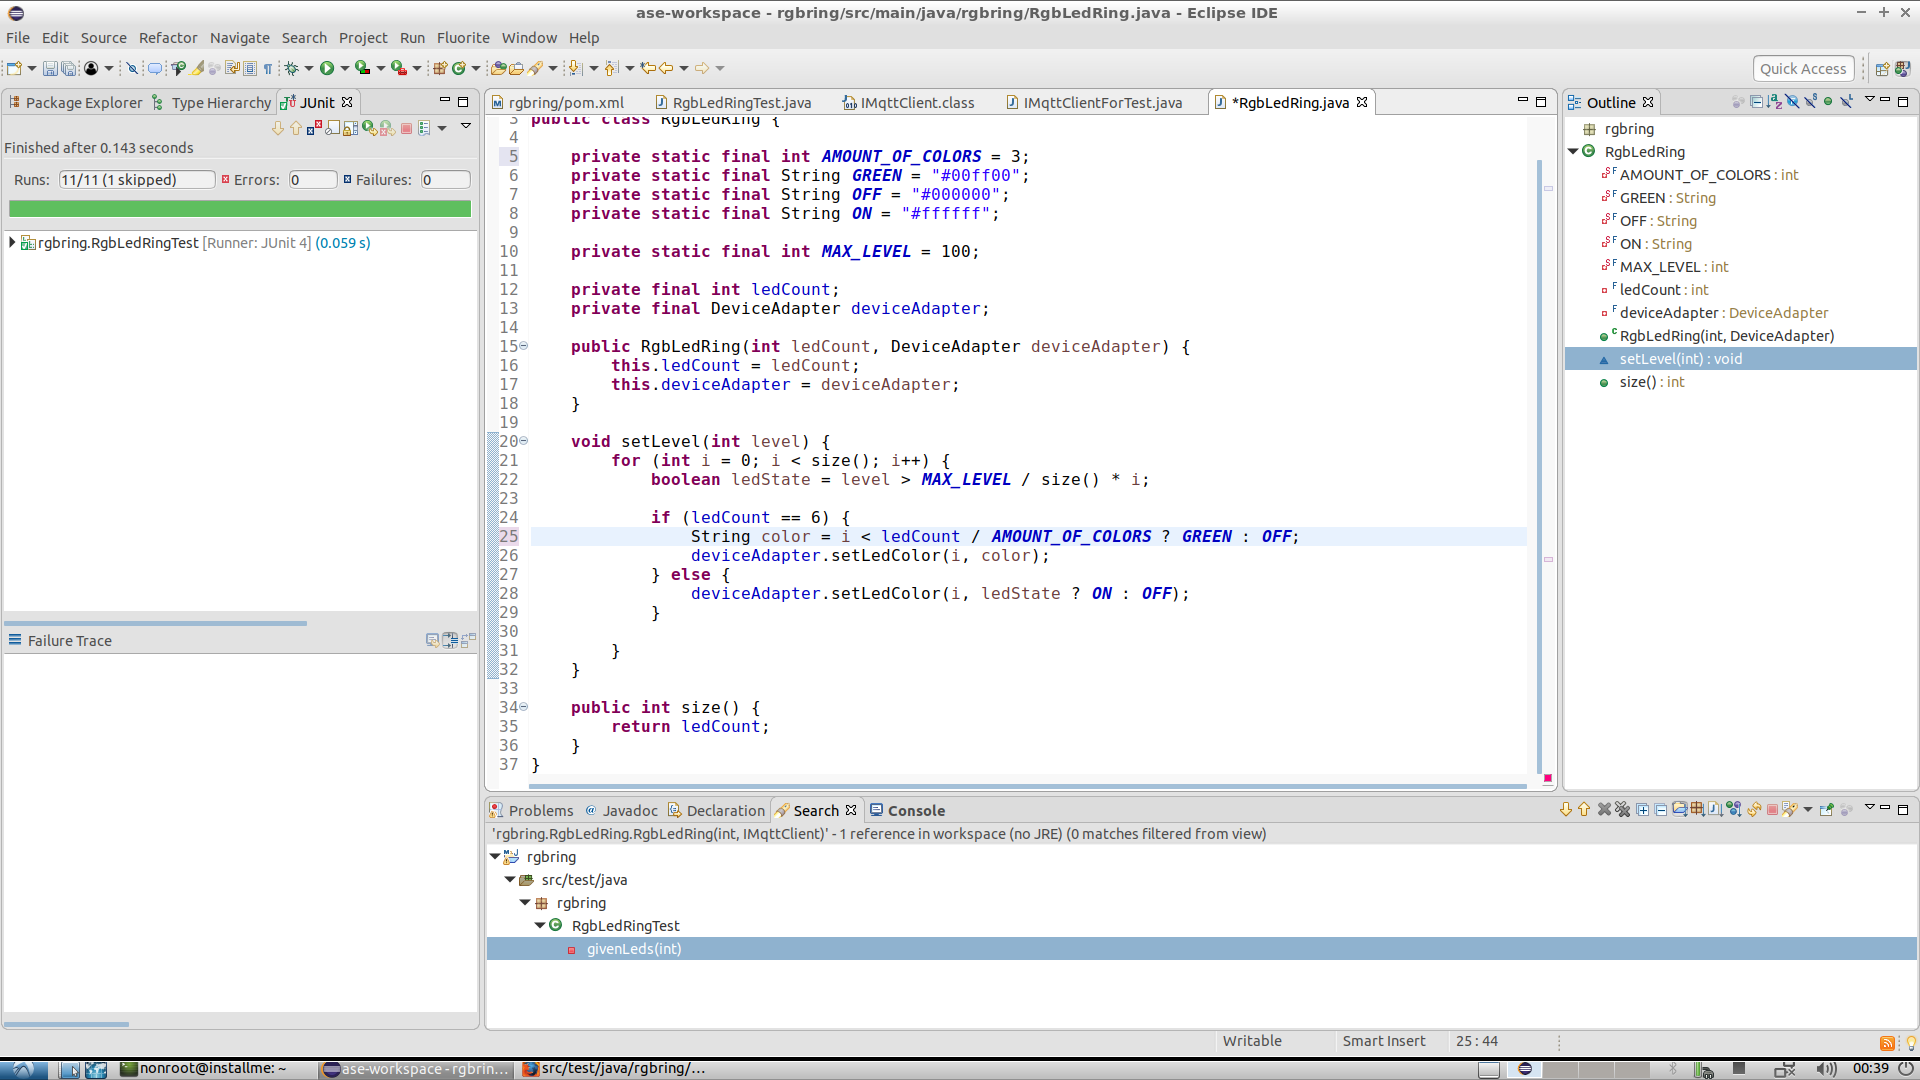 ase-workspace - rgbring/src/main/java/rgbring/RgbLedRing.java - Eclipse IDE
File Edit Source Refactor Navigate Search Project Run Fluorite Window Help
Quick Access
Package Explorer Type Hierarchy JUnit
Finished after 0.143 seconds
Runs: 11/11 (1 skipped) Errors: 0 Failures: 0
rgbring.RgbLedRingTest [Runner: JUnit 4] (0.059 s)
Failure Trace
rgbring/pom.xml RgbLedRingTest.java IMqttClient.class IMqttClientForTest.java *RgbLedRing.java
3 public class RgbLedRing {
4
5 private static final int AMOUNT_OF_COLORS = 3;
6 private static final String GREEN = "#00ff00";
7 private static final String OFF = "#000000";
8 private static final String ON = "#ffffff";
9
10 private static final int MAX_LEVEL = 100;
11
12 private final int ledCount;
13 private final DeviceAdapter deviceAdapter;
14
15 public RgbLedRing(int ledCount, DeviceAdapter deviceAdapter) {
16 this.ledCount = ledCount;
17 this.deviceAdapter = deviceAdapter;
18 }
19
20 void setLevel(int level) {
21 for (int i = 0; i < size(); i++) {
22 boolean ledState = level > MAX_LEVEL / size() * i;
23
24 if (ledCount == 6) {
25 String color = i < ledCount / AMOUNT_OF_COLORS ? GREEN : OFF;
26 deviceAdapter.setLedColor(i, color);
27 } else {
28 deviceAdapter.setLedColor(i, ledState ? ON : OFF);
29 }
30
31 }
32 }
33
34 public int size() {
35 return ledCount;
36 }
37 }
Outline
rgbring
RgbLedRing
AMOUNT_OF_COLORS : int
GREEN : String
OFF : String
ON : String
MAX_LEVEL : int
ledCount : int
deviceAdapter : DeviceAdapter
RgbLedRing(int, DeviceAdapter)
setLevel(int) : void
size() : int
Problems Javadoc Declaration Search Console
'rgbring.RgbLedRing.RgbLedRing(int, IMqttClient)' - 1 reference in workspace (no JRE) (0 matches filtered from view)
rgbring
src/test/java
rgbring
RgbLedRingTest
givenLeds(int)
Writable Smart Insert 25 : 44
nonroot@installme: ~ ase-workspace - rgbrin... src/test/java/rgbring/... 00:39